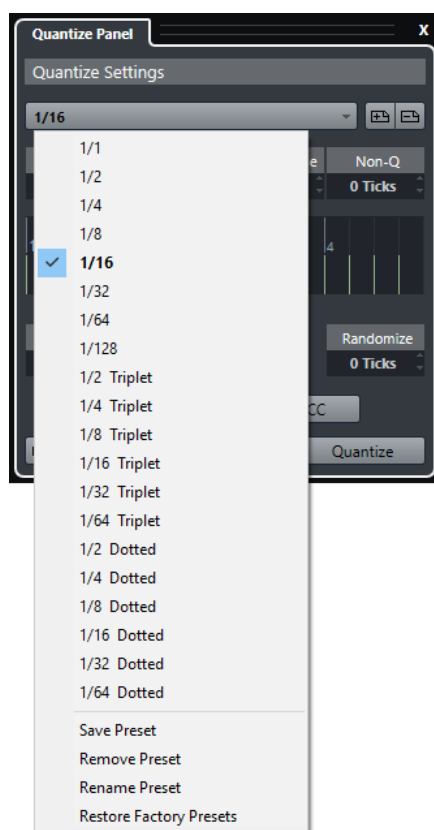 Quantize Panel X
Quantize Settings
1/16
1/1
1/2
1/4
1/8
1/16
1/32
1/64
1/128
1/2 Triplet
1/4 Triplet
1/8 Triplet
1/16 Triplet
1/32 Triplet
1/64 Triplet
1/2 Dotted
1/4 Dotted
1/8 Dotted
1/16 Dotted
1/32 Dotted
1/64 Dotted
Save Preset
Remove Preset
Rename Preset
Restore Factory Presets
Non-Q
0 Ticks
4
Randomize
0 Ticks
CC
Quantize